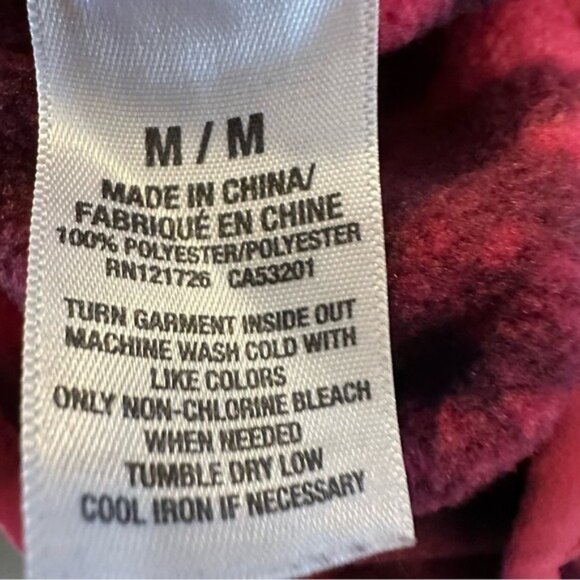 M / M
MADE IN CHINA/
FABRIQUÉ EN CHINE
100% POLYESTER/POLYESTER
RN121726 CA53201
TURN GARMENT INSIDE OUT
MACHINE WASH COLD WITH
LIKE COLORS
ONLY NON-CHLORINE BLEACH
WHEN NEEDED
TUMBLE DRY LOW
COOL IRON IF NECESSARY